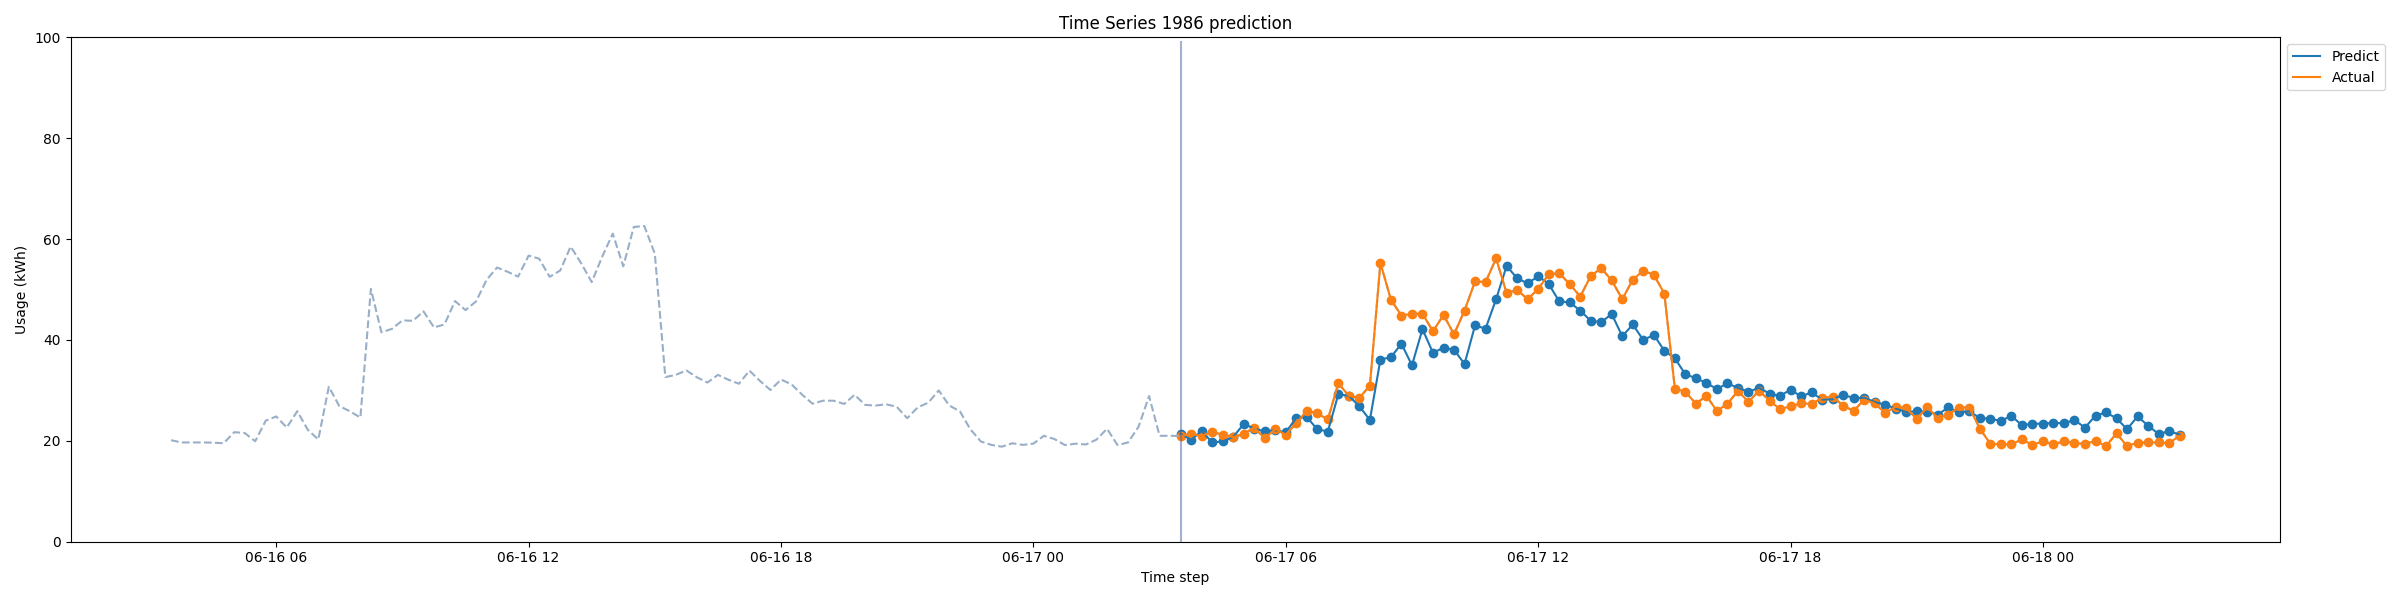 Time Series 1986 prediction
100
80
60
40
20
0
Usage (kWh)
Predict
Actual
06-16 06
06-16 12
06-16 18
06-17 00
06-17 06
06-17 12
06-17 18
06-18 00
Time step